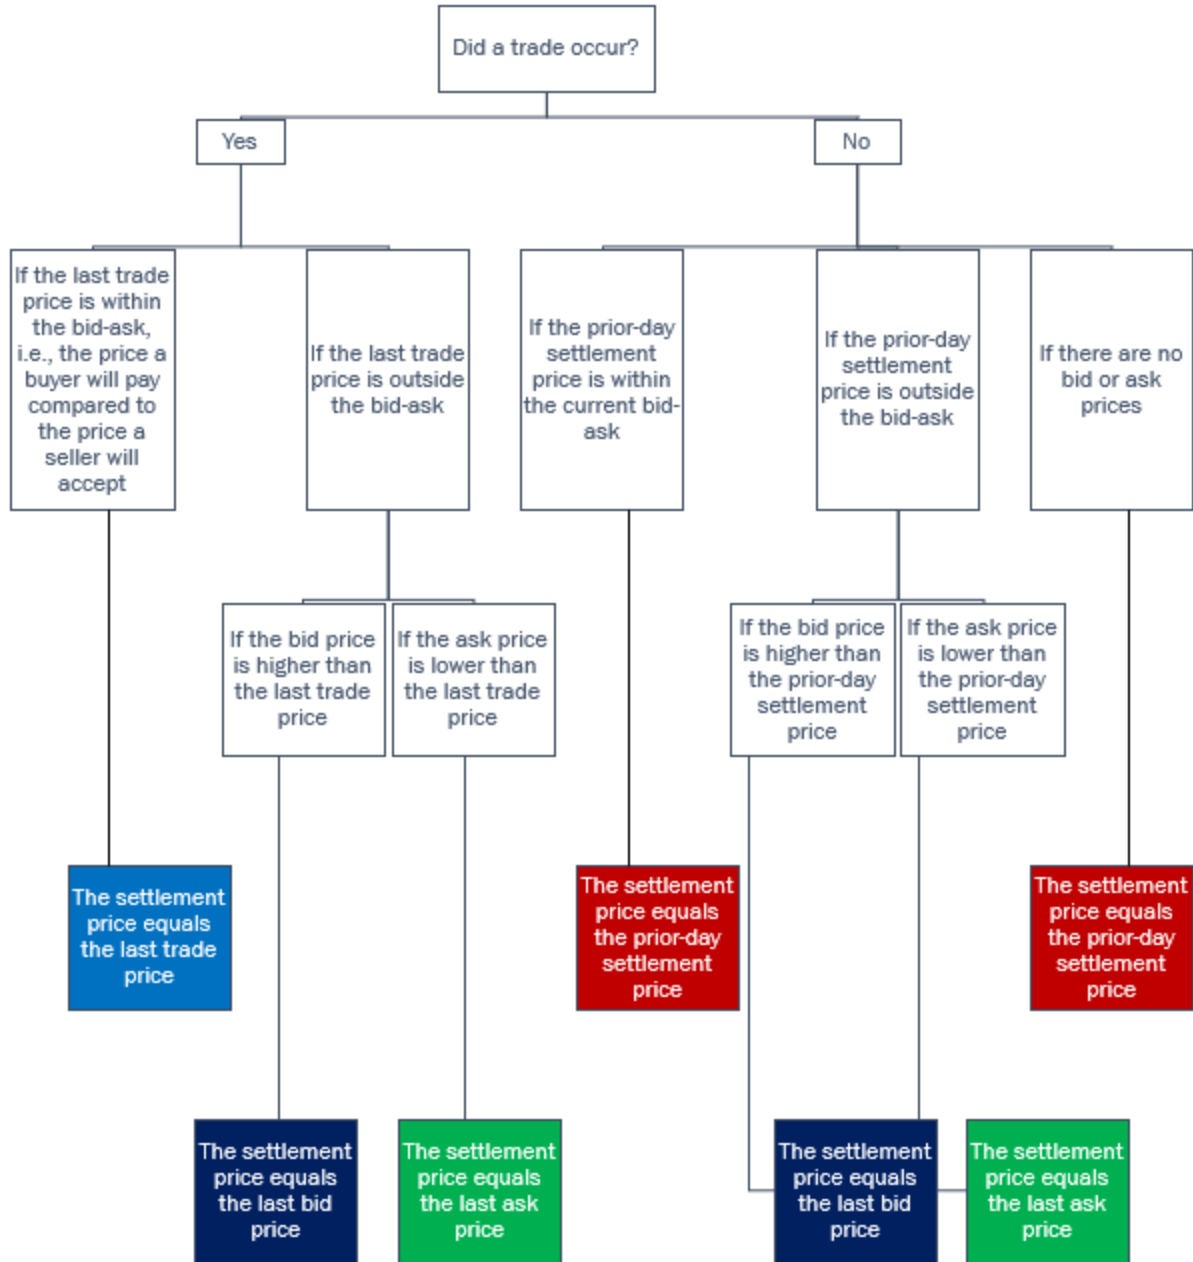 Did a trade occur?
Yes
No
If the last trade
price is within
the bid-ask,
i.e., the price a
buyer will pay
compared to
the price a
seller will
accept
If the last trade
price is outside
the bid-ask
If the prior-day
settlement
price is within
the current bid-
ask
If the prior-day
settlement
price is outside
the bid-ask
If there are no
bid or ask
prices
If the bid price
is higher than
the last trade
price
If the ask price
is lower than
the last trade
price
If the bid price
is higher than
the prior-day
settlement
price
If the ask price
is lower than
the prior-day
settlement
price
The settlement
price equals
the last trade
price
The settlement
price equals
the prior-day
settlement
price
The settlement
price equals
the prior-day
settlement
price
The settlement
price equals
the last bid
price
The settlement
price equals
the last ask
price
The settlement
price equals
the last bid
price
The settlement
price equals
the last ask
price